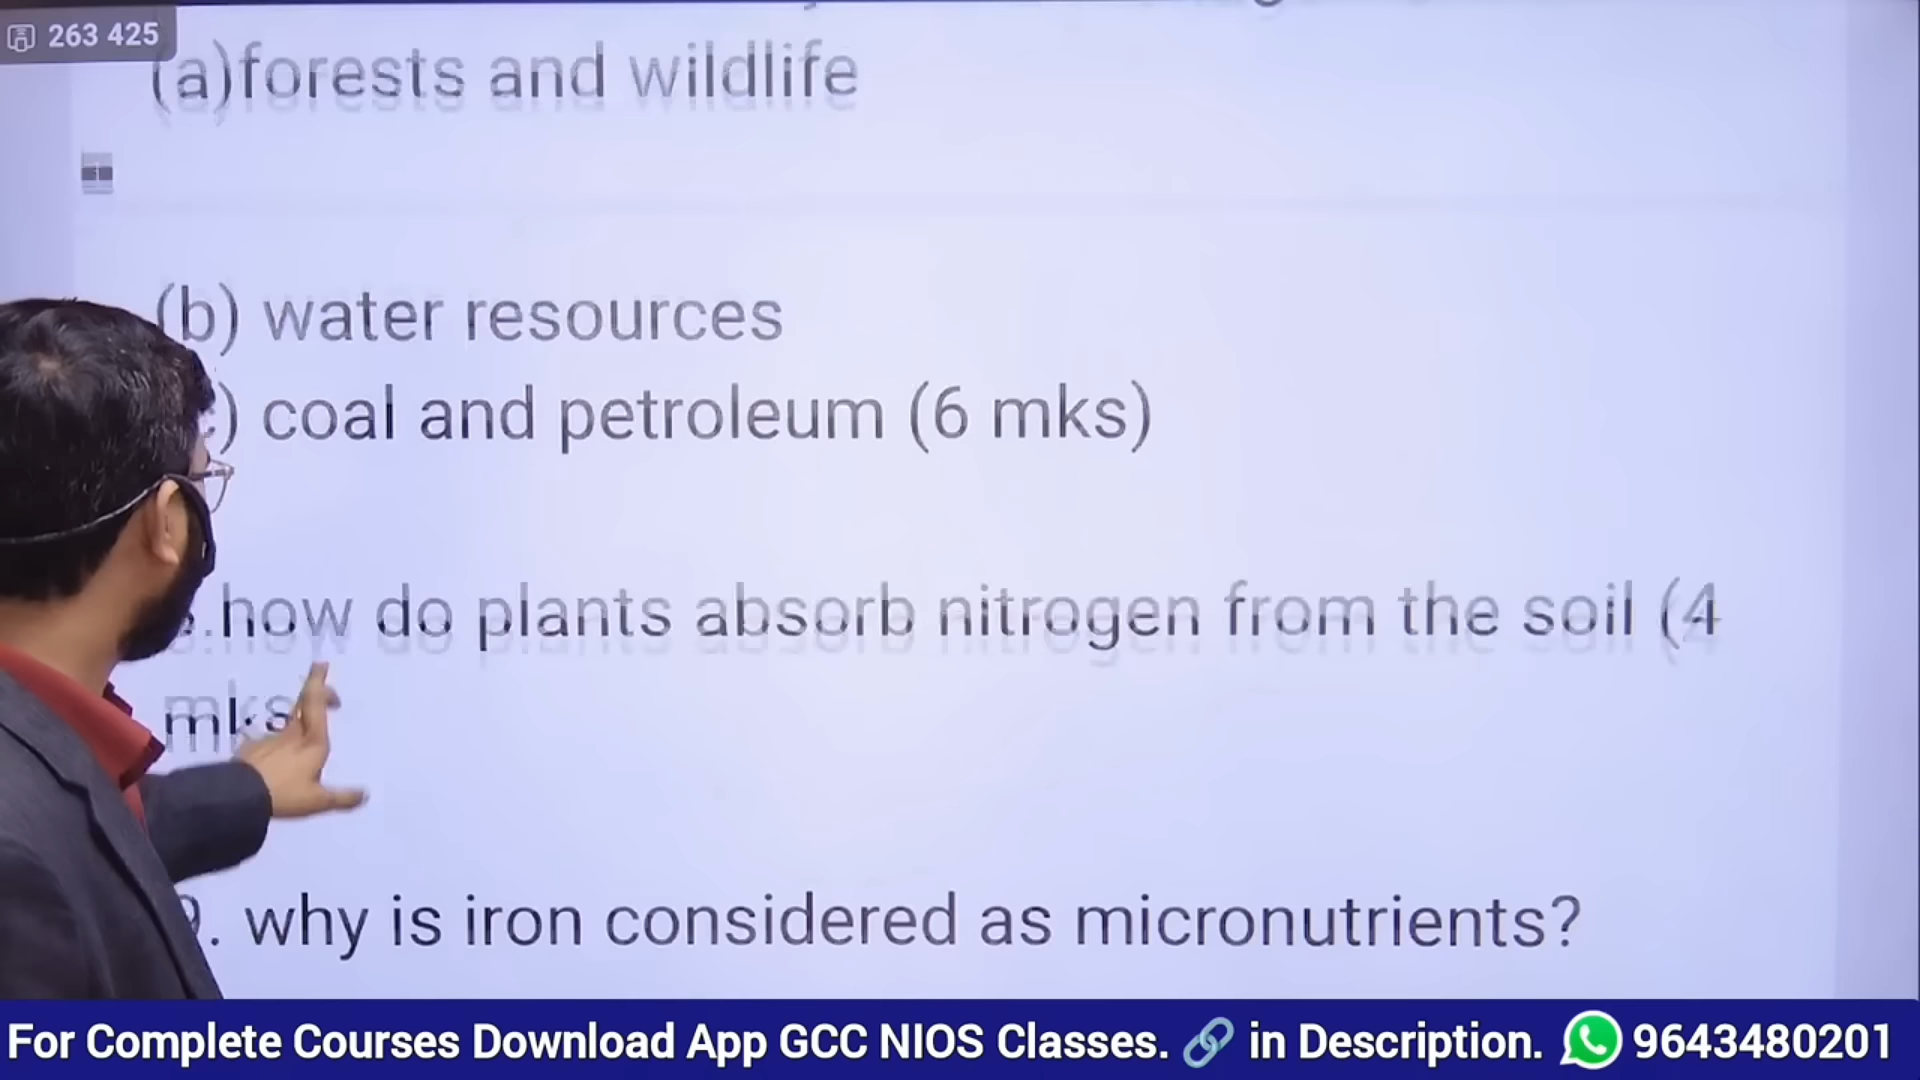 263 425
(a)forests and wildlife
(b) water resources
) coal and petroleum (6 mks)
.how do plants absorb nitrogen from the soil (4
mks
9. why is iron considered as micronutrients?
For Complete Courses Download App GCC NIOS Classes. 🔗 in Description. 9643480201